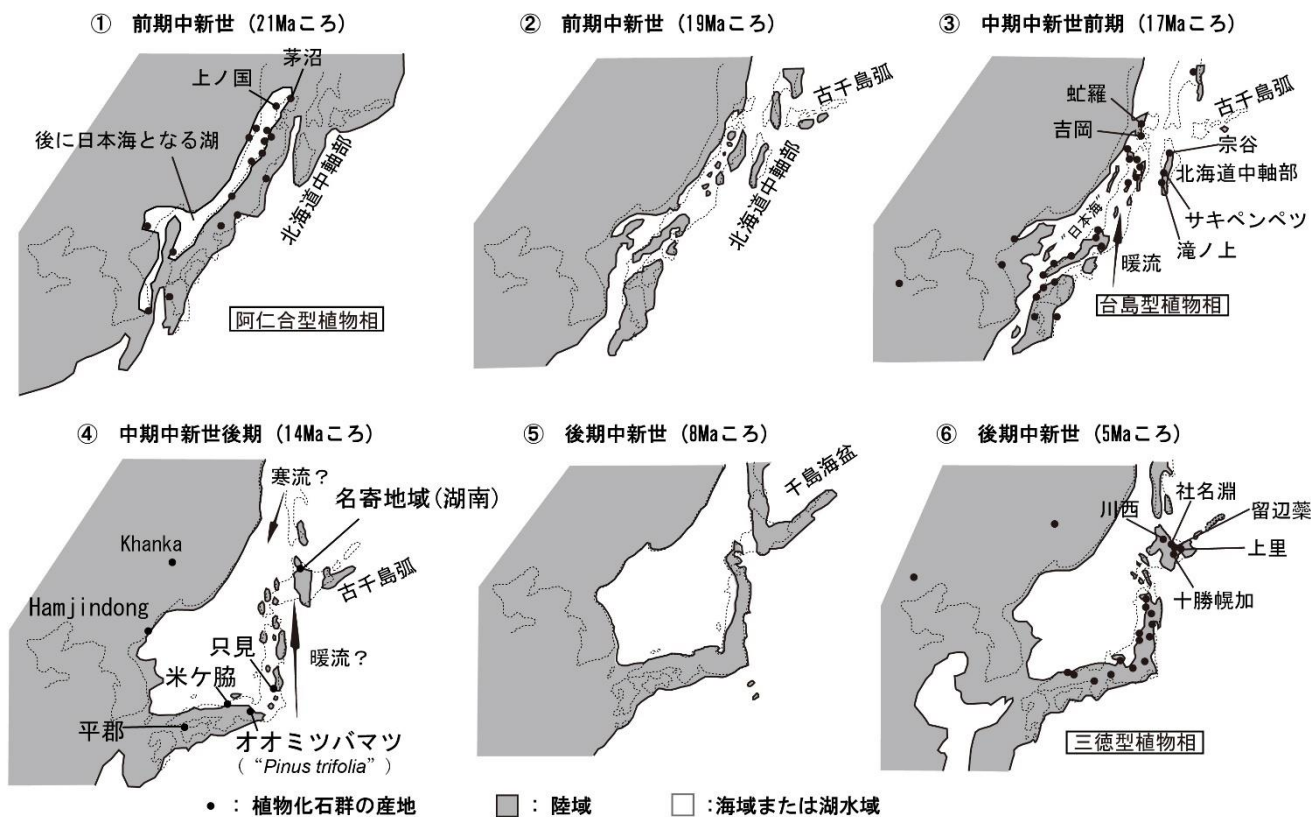 ① 前期中新世 (21Maころ)
茅沼
上ノ国
後に日本海となる湖
北海道中軸部
阿仁合型植物相
② 前期中新世 (19Maころ)
古千島弧
北海道中軸部
③ 中期中新世前期 (17Maころ)
虻羅
古千島弧
吉岡
宗谷
北海道中軸部
"日本海"
サキペンペツ
暖流
滝ノ上
台島型植物相
④ 中期中新世後期 (14Maころ)
寒流?
名寄地域(湖南)
Khanka
古千島弧
Hamjindong
只見
暖流?
米ケ脇
平郡
オオミツバマツ
("Pinus trifolia")
⑤ 後期中新世 (8Maころ)
千島海盆
⑥ 後期中新世 (5Maころ)
社名淵
川西
留辺蘂
上里
十勝幌加
三徳型植物相
● : 植物化石群の産地 : 陸域 :海域または湖水域